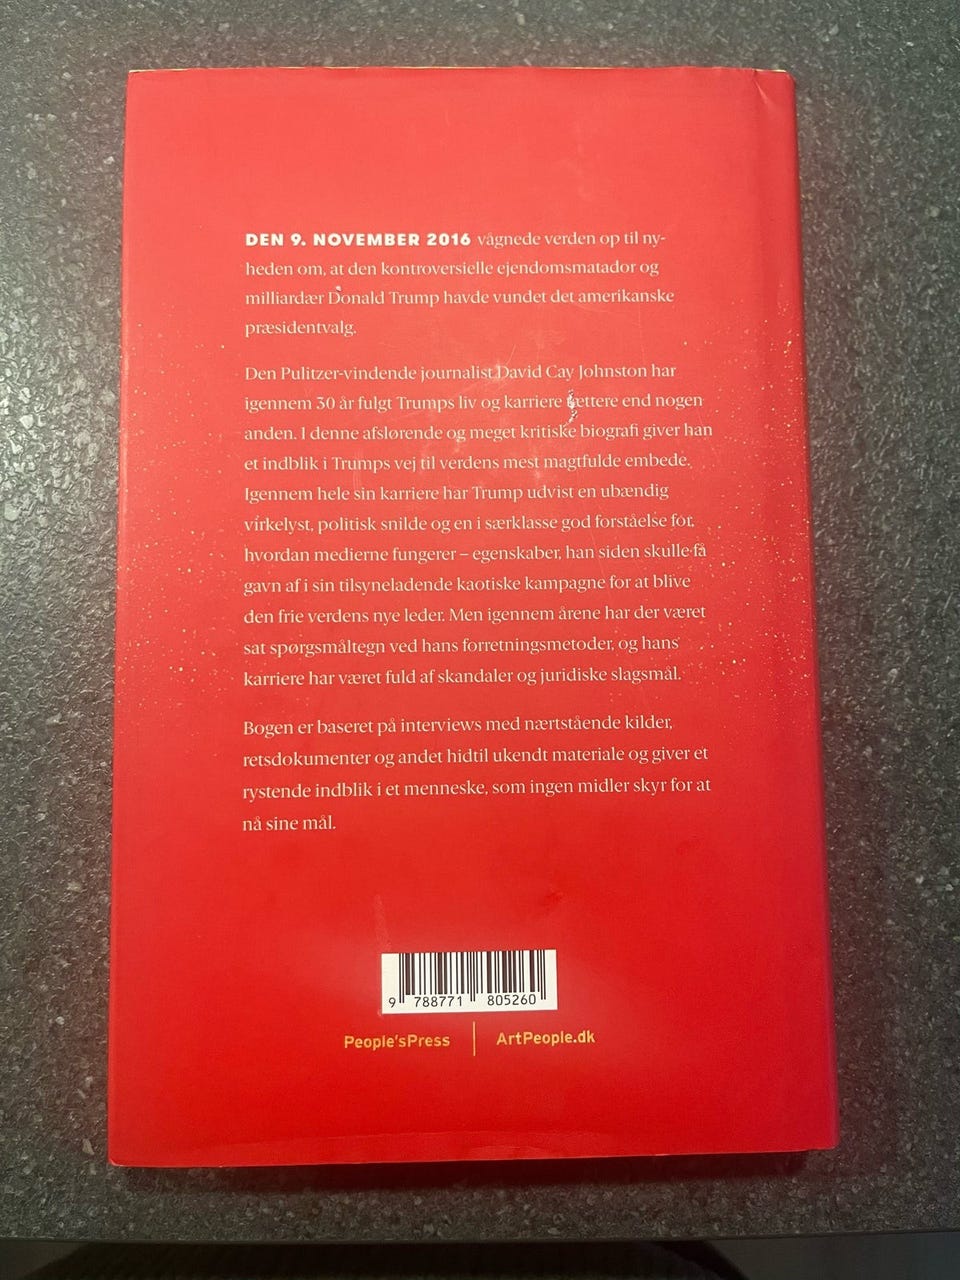 DEN 9. NOVEMBER 2016 vågnede verden op til ny-
heden om, at den kontroversielle ejendomsmatador og
milliardær Donald Trump havde vundet det amerikanske
præsidentvalg.
Den Pulitzer-vindende journalist David Cay Johnston har
igennem 30 år fulgt Trumps liv og karriere tættere end nogen
anden. I denne afslørende og meget kritiske biografi giver han
et indblik i Trumps vej til verdens mest magtfulde embede.
Igennem hele sin karriere har Trump udvist en ubændig
virkelyst, politisk snilde og en i særklasse god forståelse for,
hvordan medierne fungerer – egenskaber, han siden skulle få
gavn af i sin tilsyneladende kaotiske kampagne for at blive
den frie verdens nye leder. Men igennem årene har der været
sat spørgsmåltegn ved hans forretningsmetoder, og hans
karriere har været fuld af skandaler og juridiske slagsmål.
Bogen er baseret på interviews med nærtstående kilder,
retsdokumenter og andet hidtil ukendt materiale og giver et
rystende indblik i et menneske, som ingen midler skyr for at
nå sine mål.
9 788771 805260
People'sPress | ArtPeople.dk